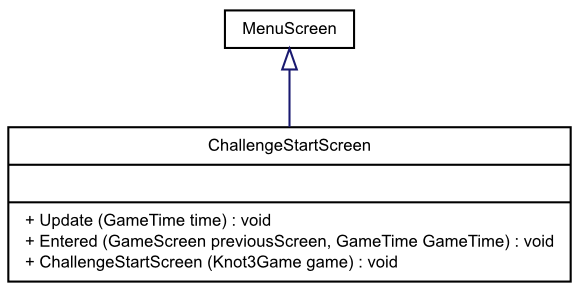 MenuScreen
ChallengeStartScreen
+ Update (GameTime time) : void
+ Entered (GameScreen previousScreen, GameTime GameTime) : void
+ ChallengeStartScreen (Knot3Game game) : void